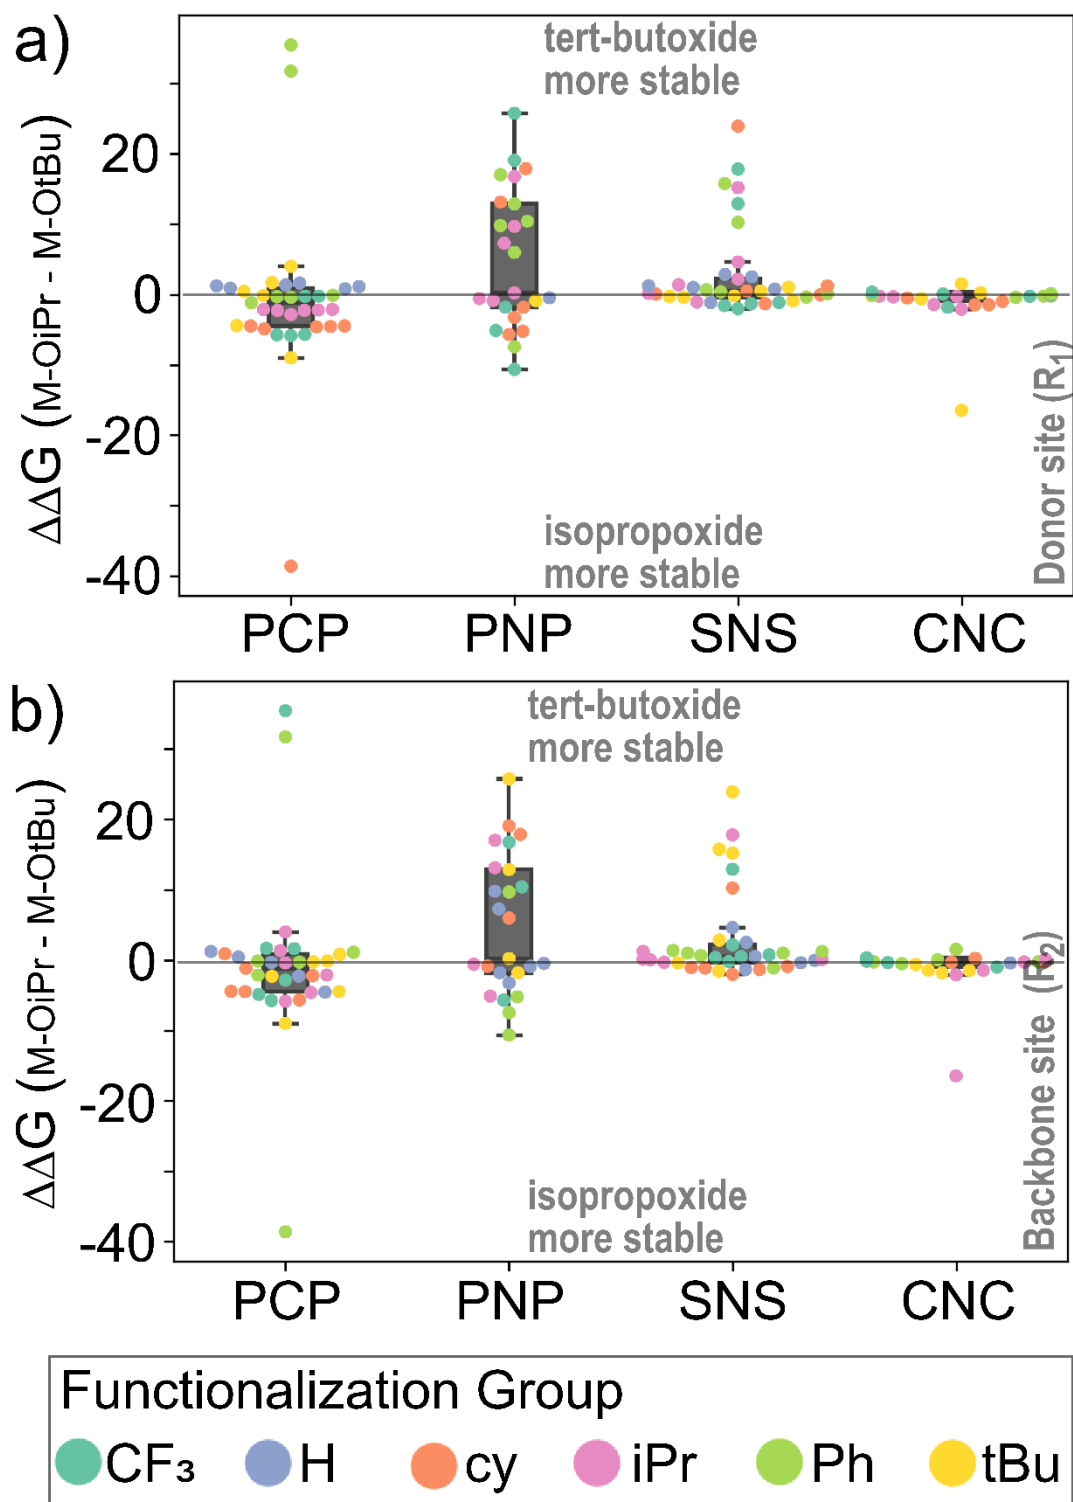 a)
tert-butoxide
more stable
20
0
-20
-40
ΔΔG (M-OiPr - M-OtBu)
isopropoxide
more stable
Donor site (R₁)
PCP PNP SNS CNC
b)
tert-butoxide
more stable
20
0
-20
-40
ΔΔG (M-OiPr - M-OtBu)
isopropoxide
more stable
Backbone site (R₂)
PCP PNP SNS CNC
Functionalization Group
CF₃ H cy iPr Ph tBu